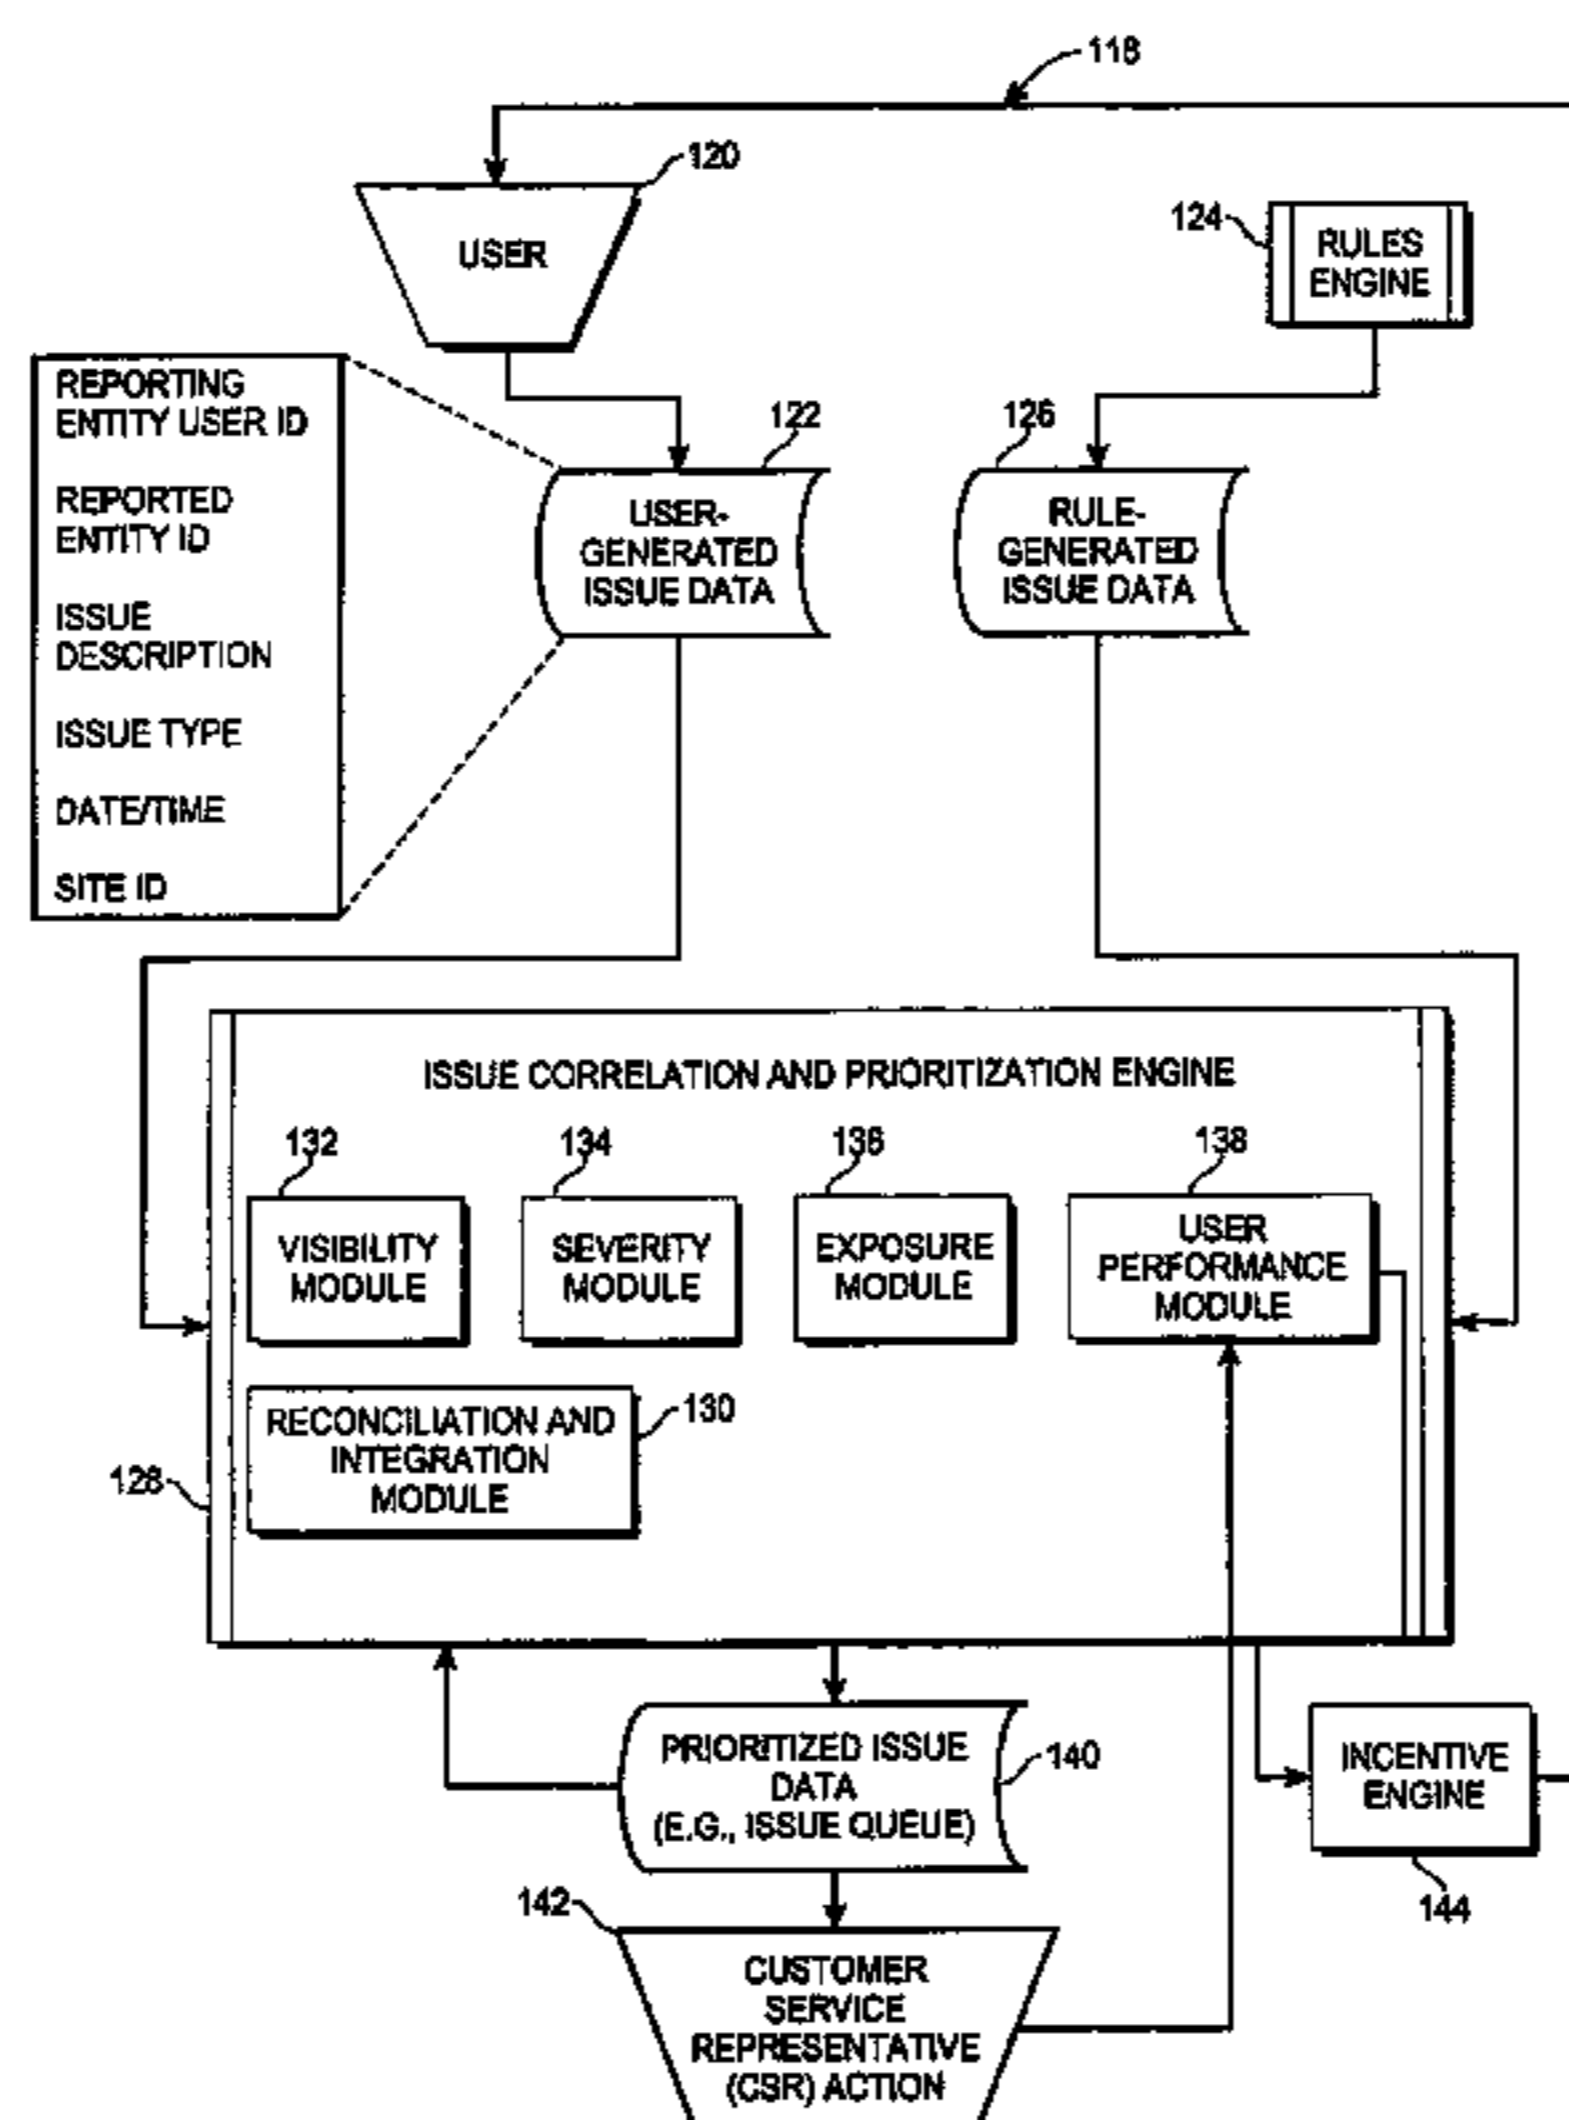 118
120
USER
124
RULES
ENGINE
REPORTING
ENTITY USER ID
REPORTED
ENTITY ID
ISSUE
DESCRIPTION
ISSUE TYPE
DATE/TIME
SITE ID
122
USER-
GENERATED
ISSUE DATA
126
RULE-
GENERATED
ISSUE DATA
ISSUE CORRELATION AND PRIORITIZATION ENGINE
132
VISIBILITY
MODULE
134
SEVERITY
MODULE
136
EXPOSURE
MODULE
138
USER
PERFORMANCE
MODULE
RECONCILIATION AND
INTEGRATION
MODULE
130
128
PRIORITIZED ISSUE
DATA
(E.G., ISSUE QUEUE)
140
INCENTIVE
ENGINE
144
142
CUSTOMER
SERVICE
REPRESENTATIVE
(CSR) ACTION